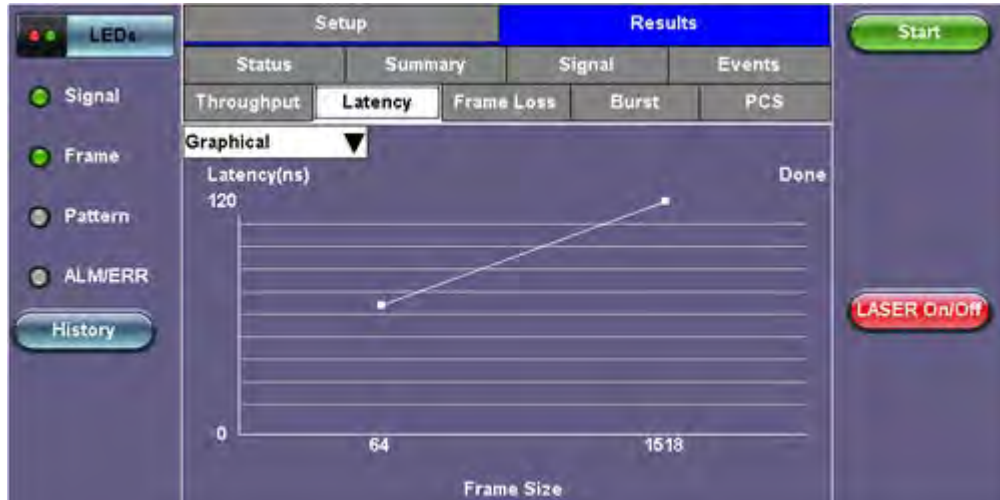 LEDs
Setup
Results
Start
Status
Summary
Signal
Events
Signal
Throughput
Latency
Frame Loss
Burst
PCS
Graphical
Frame
Latency(ns)
Done
120
Pattern
ALM/ERR
History
LASER On/Off
0
64
1518
Frame Size